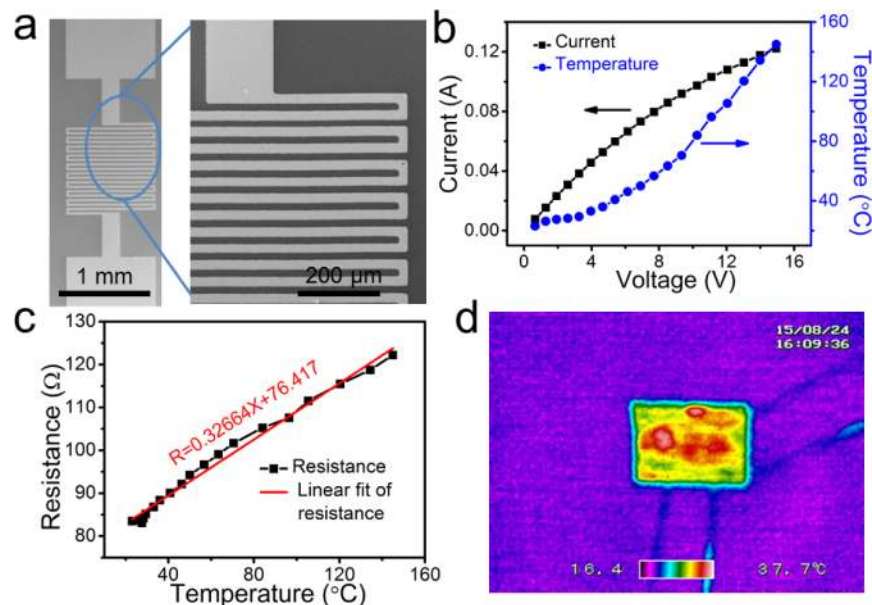 a
1 mm
200 μm
b
Current
Temperature
0.12
0.08
0.04
0.00
Current (A)
160
120
80
40
Temperature (°C)
0 4 8 12 16
Voltage (V)
c
130
120
110
100
90
80
Resistance (Ω)
R=0.32664X+76.417
Resistance
Linear fit of
resistance
40 80 120 160
Temperature (°C)
d
15/08/24
16:09:36
16.4 37.7°C